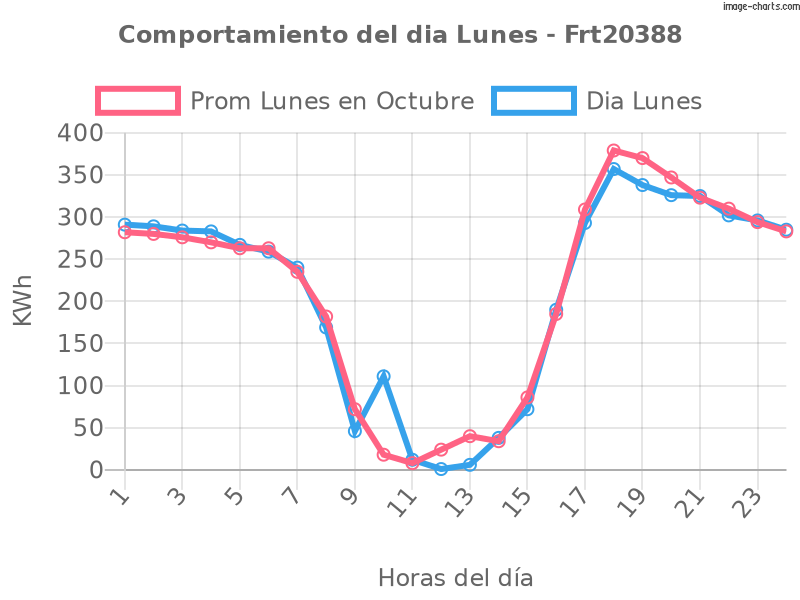 image-charts.com
Comportamiento del dia Lunes - Frt20388
Prom Lunes en Octubre
Dia Lunes
400
350
300
250
200
150
100
50
0
KWh
1 3 5 7 9 11 13 15 17 19 21 23
Horas del día